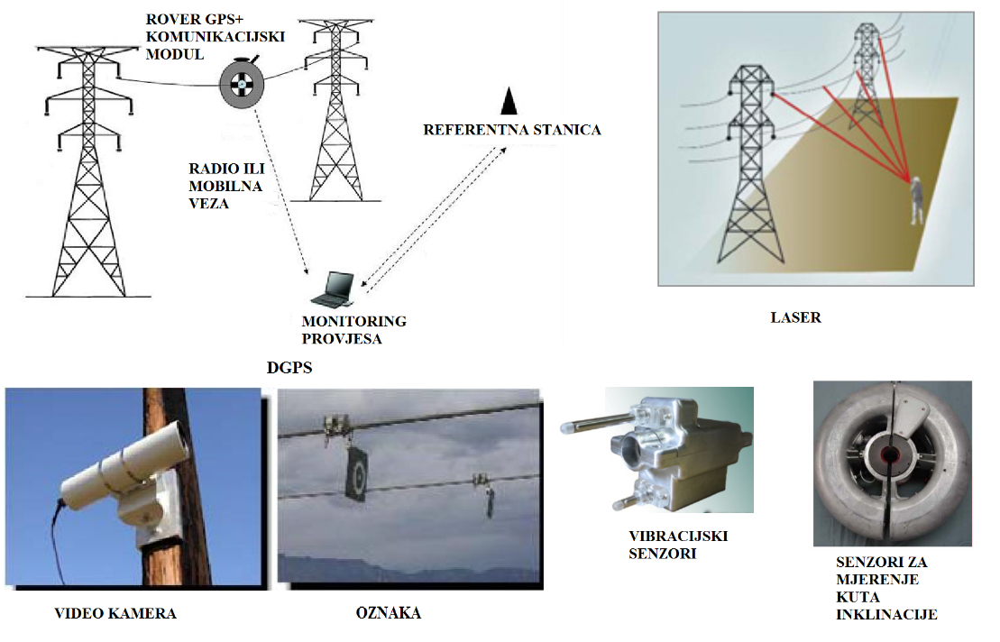 ROVER GPS+
KOMUNIKACIJSKI
MODUL
REFERENTNA STANICA
RADIO ILI
MOBILNA
VEZA
MONITORING
PROVJESA
DGPS
LASER
VIDEO KAMERA
OZNAKA
VIBRACIJSKI
SENZORI
SENZORI ZA
MJERENJE
KUTA
INKLINACIJE